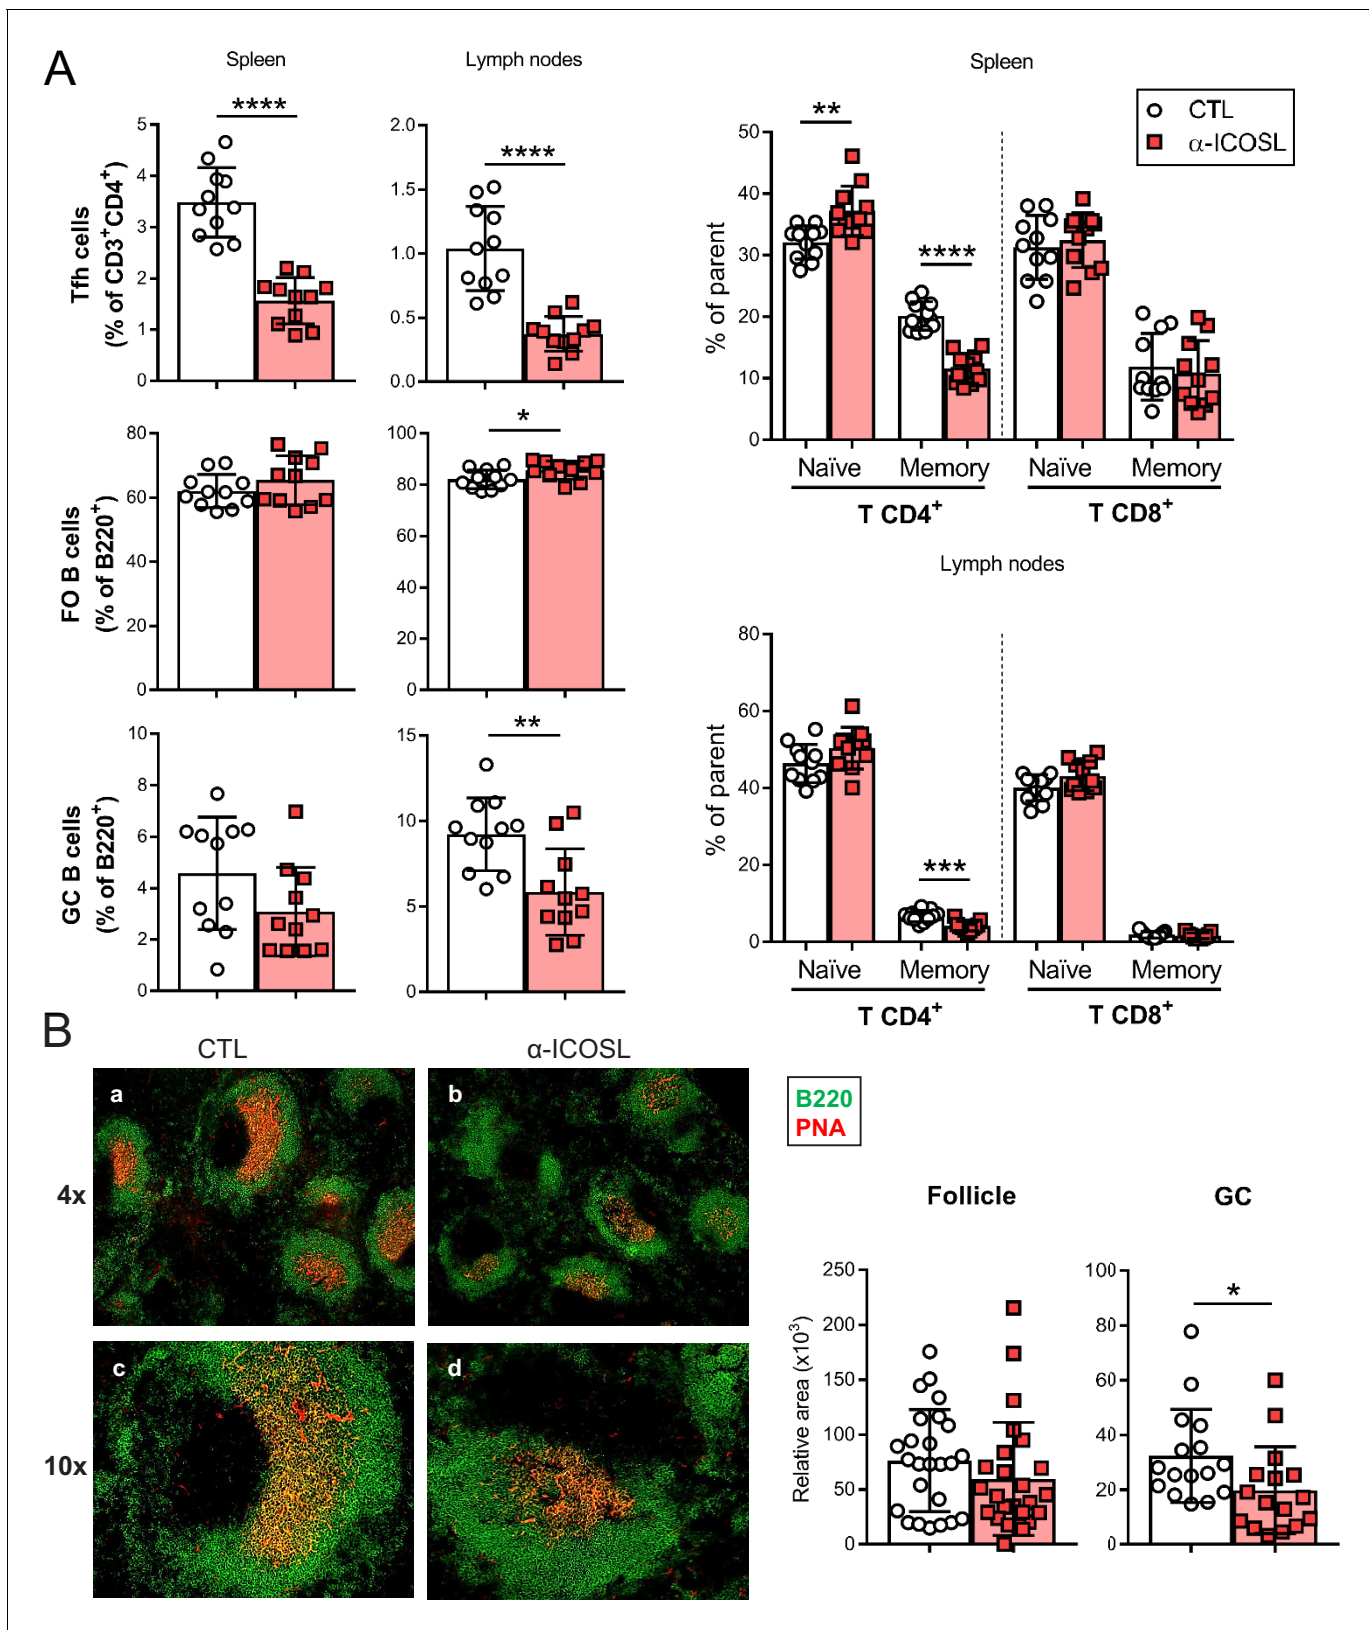 A
Spleen
Lymph nodes
Spleen
CTL
α-ICOSL
Tfh cells
(% of CD3⁺CD4⁺)
5
4
3
2
1
0
****
2.0
1.5
1.0
0.5
0.0
****
% of parent
50
40
30
20
10
0
**
****
Naïve
Memory
Naïve
Memory
T CD4⁺
T CD8⁺
FO B cells
(% of B220⁺)
80
60
40
20
0
100
80
60
40
20
0
*
Lymph nodes
% of parent
80
60
40
20
0
***
Naïve
Memory
Naïve
Memory
T CD4⁺
T CD8⁺
GC B cells
(% of B220⁺)
10
8
6
4
2
0
15
10
5
0
**
B
CTL
α-ICOSL
4x
a
b
10x
c
d
B220
PNA
Follicle
GC
Relative area (x10³)
250
200
150
100
50
0
100
80
60
40
20
0
*